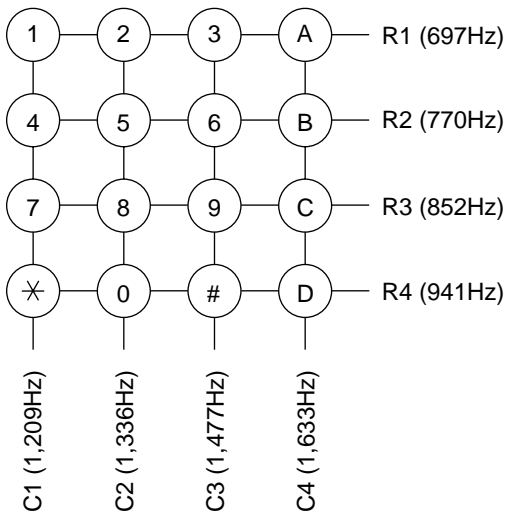 1 2 3 A R1 (697Hz)
4 5 6 B R2 (770Hz)
7 8 9 C R3 (852Hz)
* 0 # D R4 (941Hz)
C1 (1,209Hz)
C2 (1,336Hz)
C3 (1,477Hz)
C4 (1,633Hz)